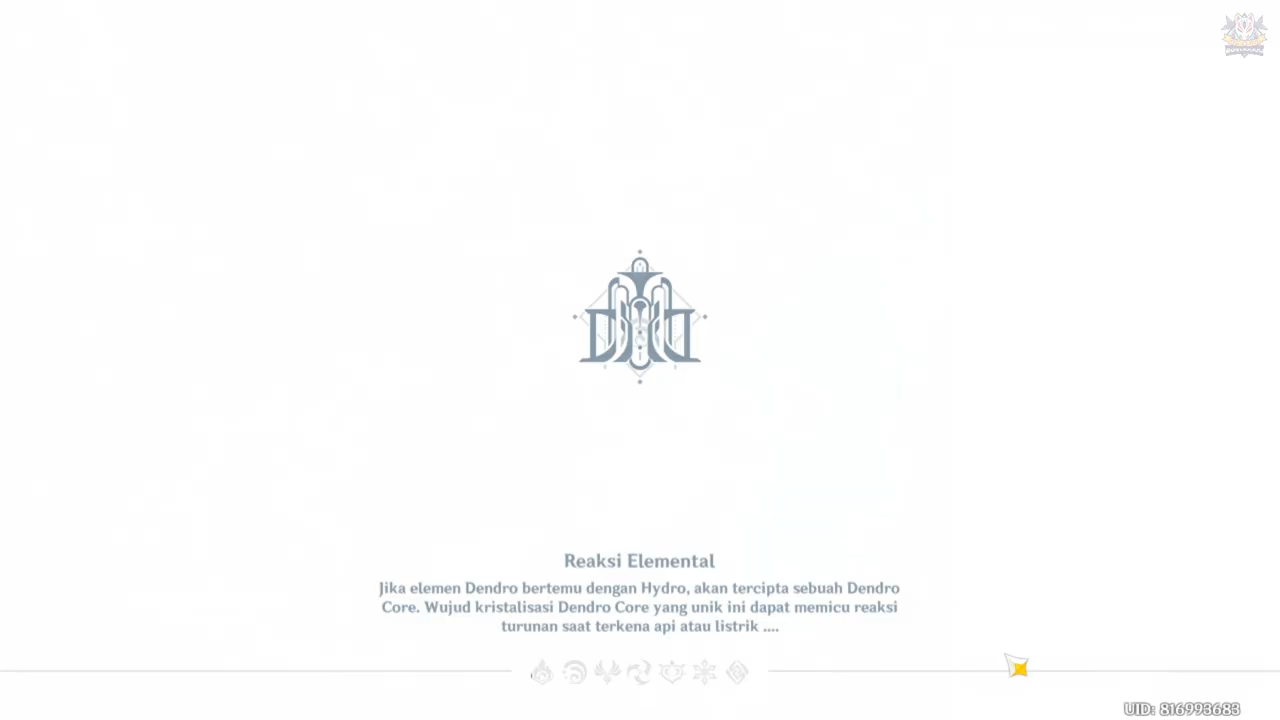 Reaksi Elemental
Jika elemen Dendro bertemu dengan Hydro, akan tercipta sebuah Dendro
Core. Wujud kristalisasi Dendro Core yang unik ini dapat memicu reaksi
turunan saat terkena api atau listrik ....
UID: 816993683